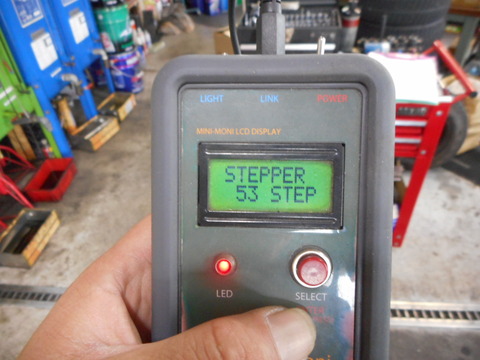 LIGHT LINK POWER
MINI-MONI LCD DISPLAY
STEPPER
53 STEP
LED SELECT